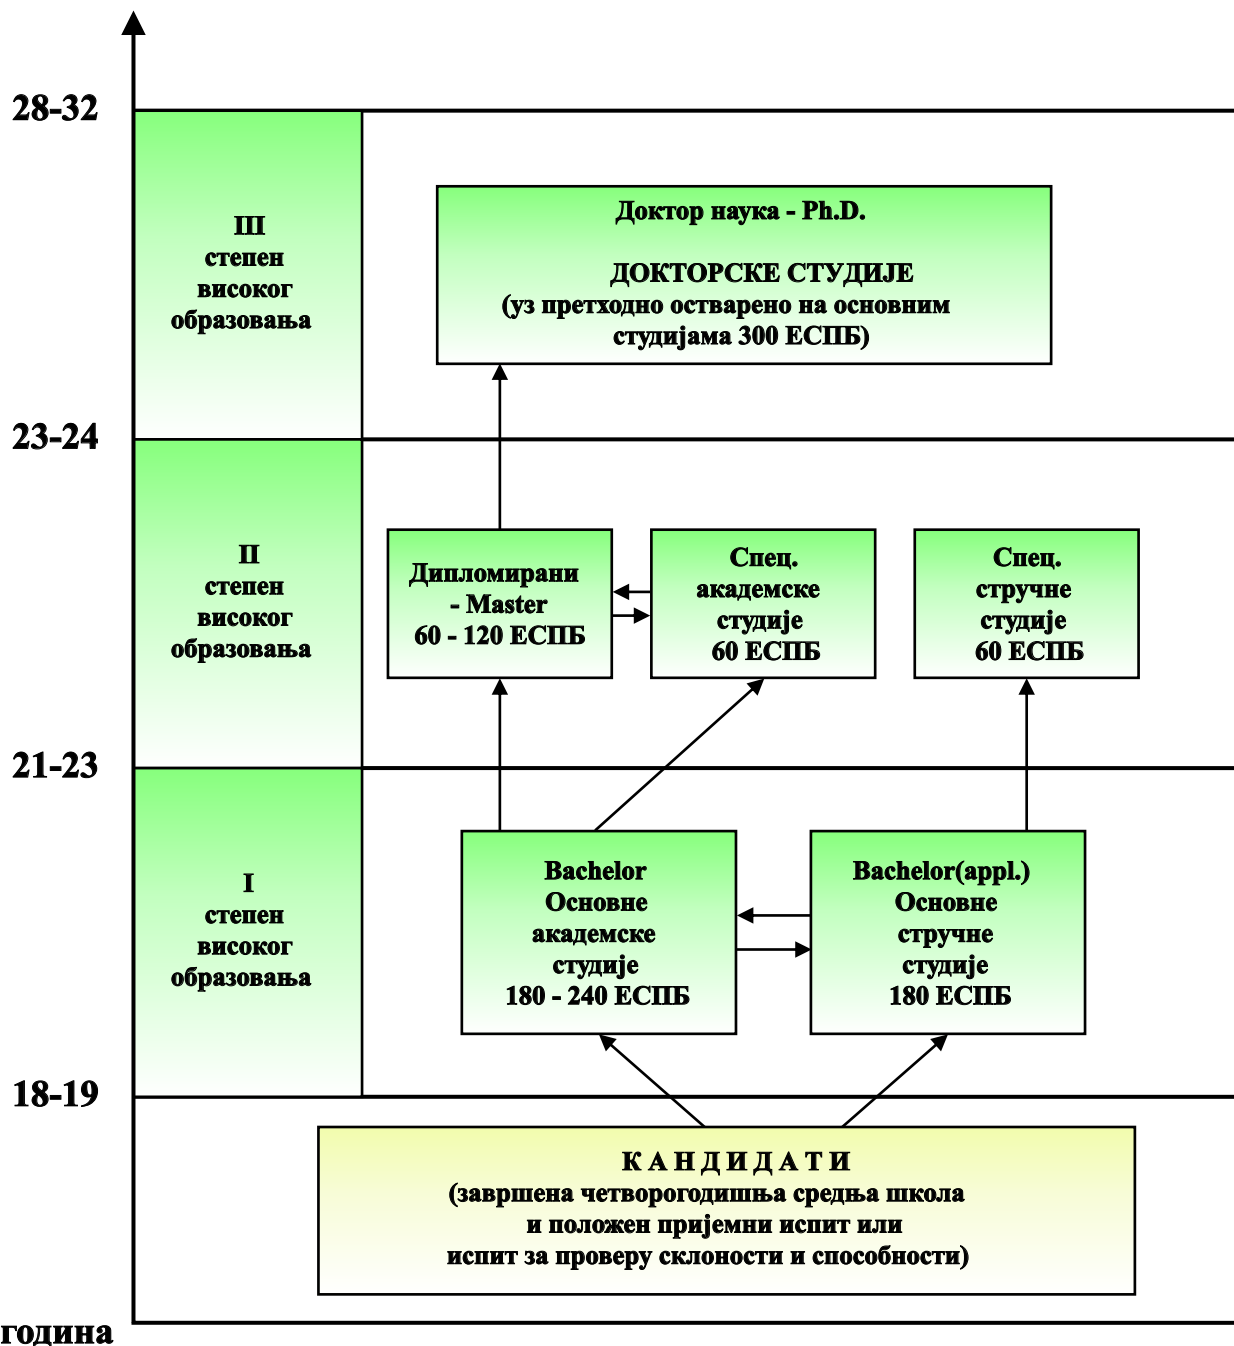 28-32
III
степен
високог
образовања
Доктор наука - Ph.D.
ДОКТОРСКЕ СТУДИЈЕ
(уз претходно остварено на основним
студијама 300 ЕСПБ)
23-24
II
степен
високог
образовања
Дипломирани
- Master
60 - 120 ЕСПБ
Спец.
академске
студије
60 ЕСПБ
Спец.
стручне
студије
60 ЕСПБ
21-23
I
степен
високог
образовања
Bachelor
Основне
академске
студије
180 - 240 ЕСПБ
Bachelor(appl.)
Основне
стручне
студије
180 ЕСПБ
18-19
К А Н Д И Д А Т И
(завршена четворогодишња средња школа
и положен пријемни испит или
испит за проверу склоности и способности)
година